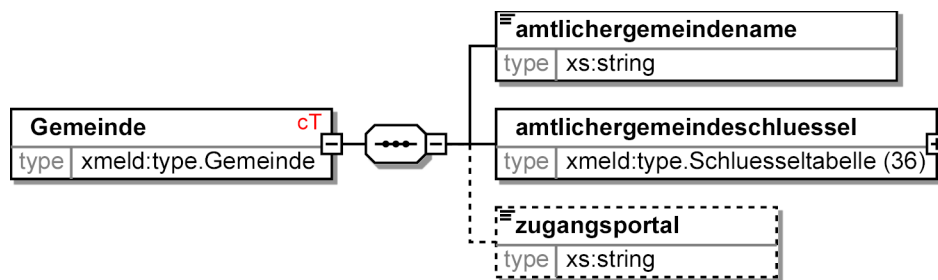 amtlichergemeindename
type xs:string
Gemeinde cT
type xmeld:type.Gemeinde
amtlichergemeindeschluessel
type xmeld:type.Schluesseltabelle (36)
zugangsportal
type xs:string